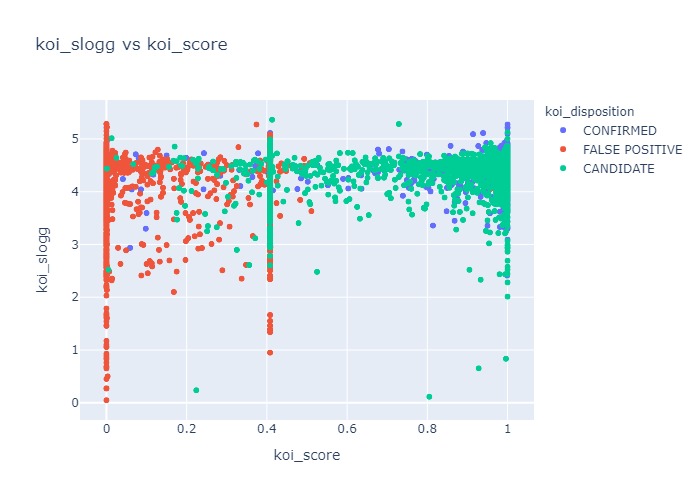 koi_slogg vs koi_score
koi_disposition
CONFIRMED
FALSE POSITIVE
CANDIDATE
koi_slogg
5
4
3
2
1
0
0
0.2
0.4
0.6
0.8
1
koi_score